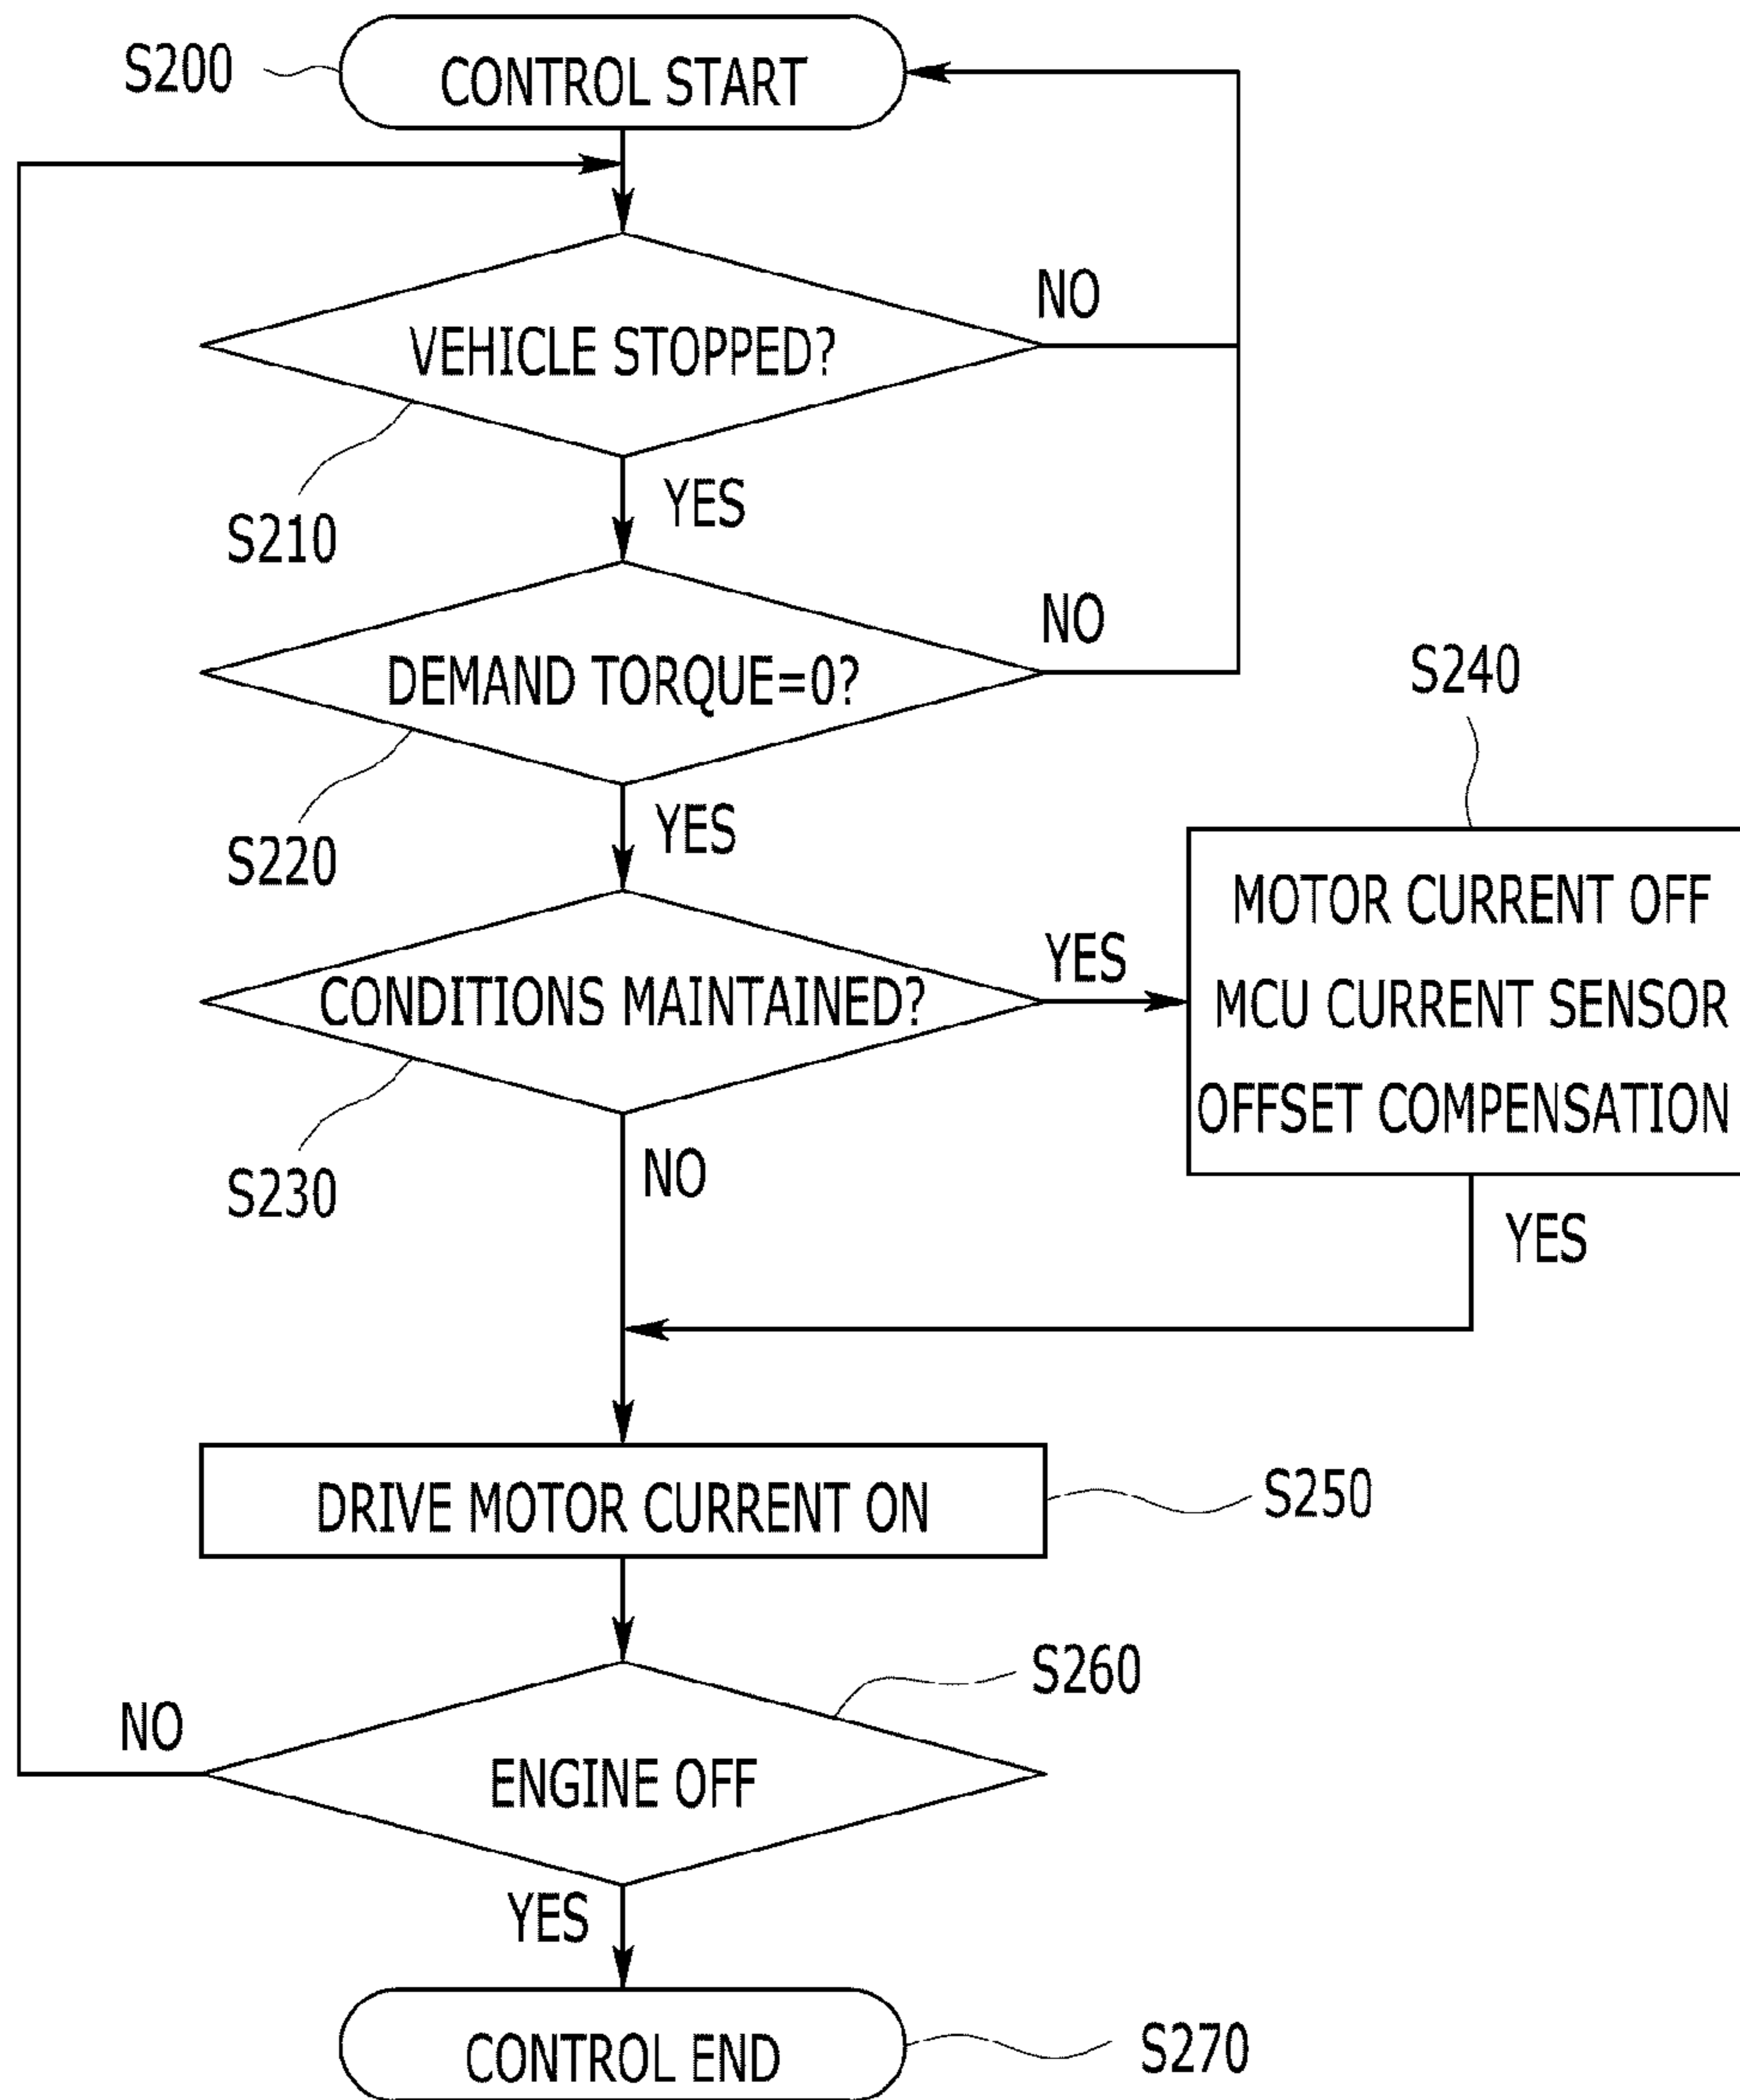 S200
CONTROL START
NO
VEHICLE STOPPED?
S210
YES
NO
DEMAND TORQUE=0?
S220
YES
S240
CONDITIONS MAINTAINED?
YES
MOTOR CURRENT OFF
MCU CURRENT SENSOR
OFFSET COMPENSATION
S230
NO
YES
DRIVE MOTOR CURRENT ON
S250
S260
NO
ENGINE OFF
YES
CONTROL END
S270